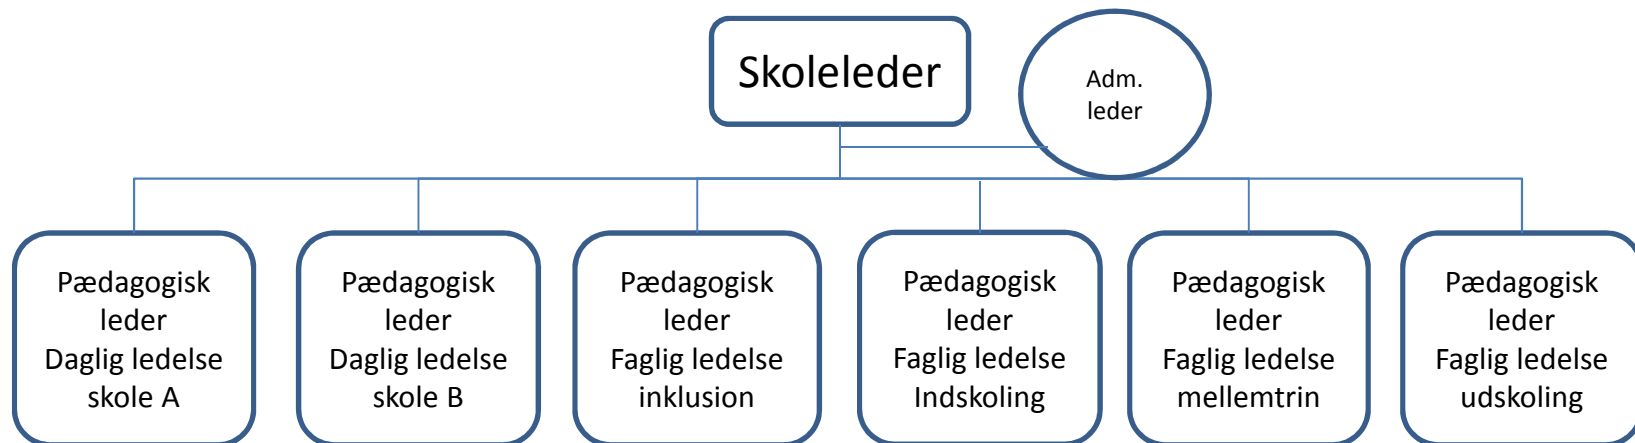 Skoleleder
Adm.
leder
Pædagogisk
leder
Daglig ledelse
skole A
Pædagogisk
leder
Daglig ledelse
skole B
Pædagogisk
leder
Faglig ledelse
inklusion
Pædagogisk
leder
Faglig ledelse
Indskoling
Pædagogisk
leder
Faglig ledelse
mellemtrin
Pædagogisk
leder
Faglig ledelse
udskoling